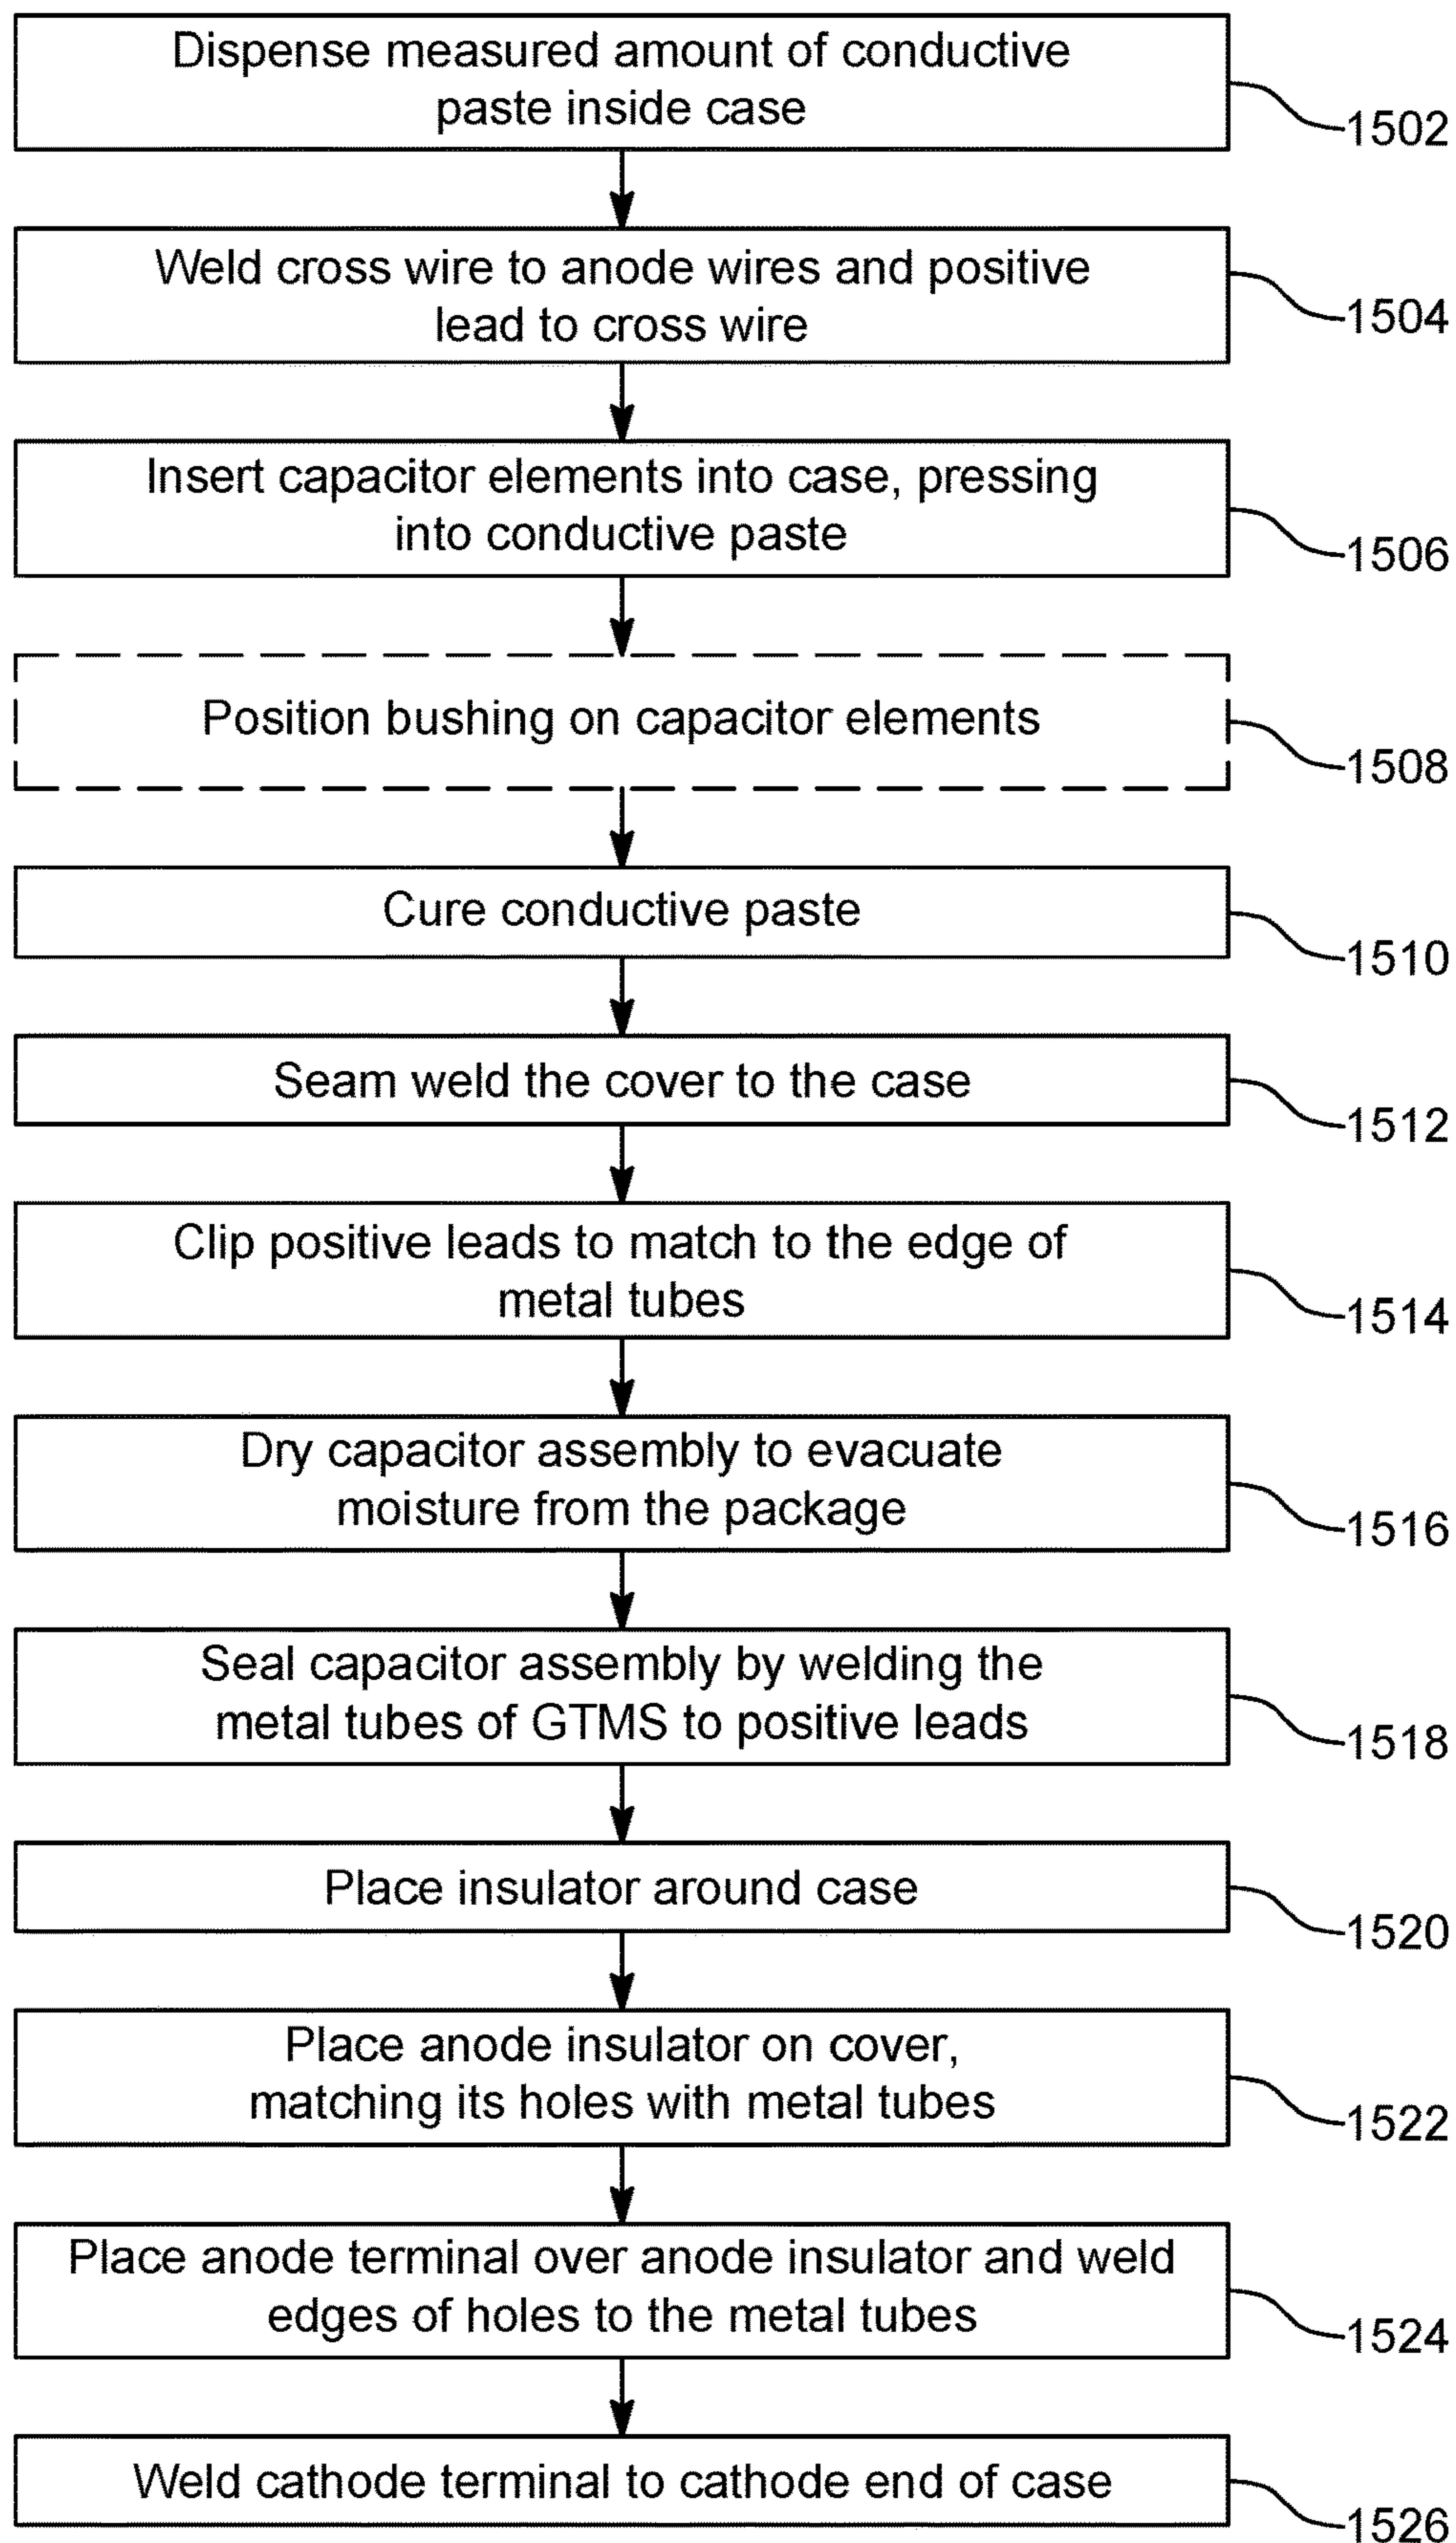 Dispense measured amount of conductive
paste inside case
1502
Weld cross wire to anode wires and positive
lead to cross wire
1504
Insert capacitor elements into case, pressing
into conductive paste
1506
Position bushing on capacitor elements
1508
Cure conductive paste
1510
Seam weld the cover to the case
1512
Clip positive leads to match to the edge of
metal tubes
1514
Dry capacitor assembly to evacuate
moisture from the package
1516
Seal capacitor assembly by welding the
metal tubes of GTMS to positive leads
1518
Place insulator around case
1520
Place anode insulator on cover,
matching its holes with metal tubes
1522
Place anode terminal over anode insulator and weld
edges of holes to the metal tubes
1524
Weld cathode terminal to cathode end of case
1526